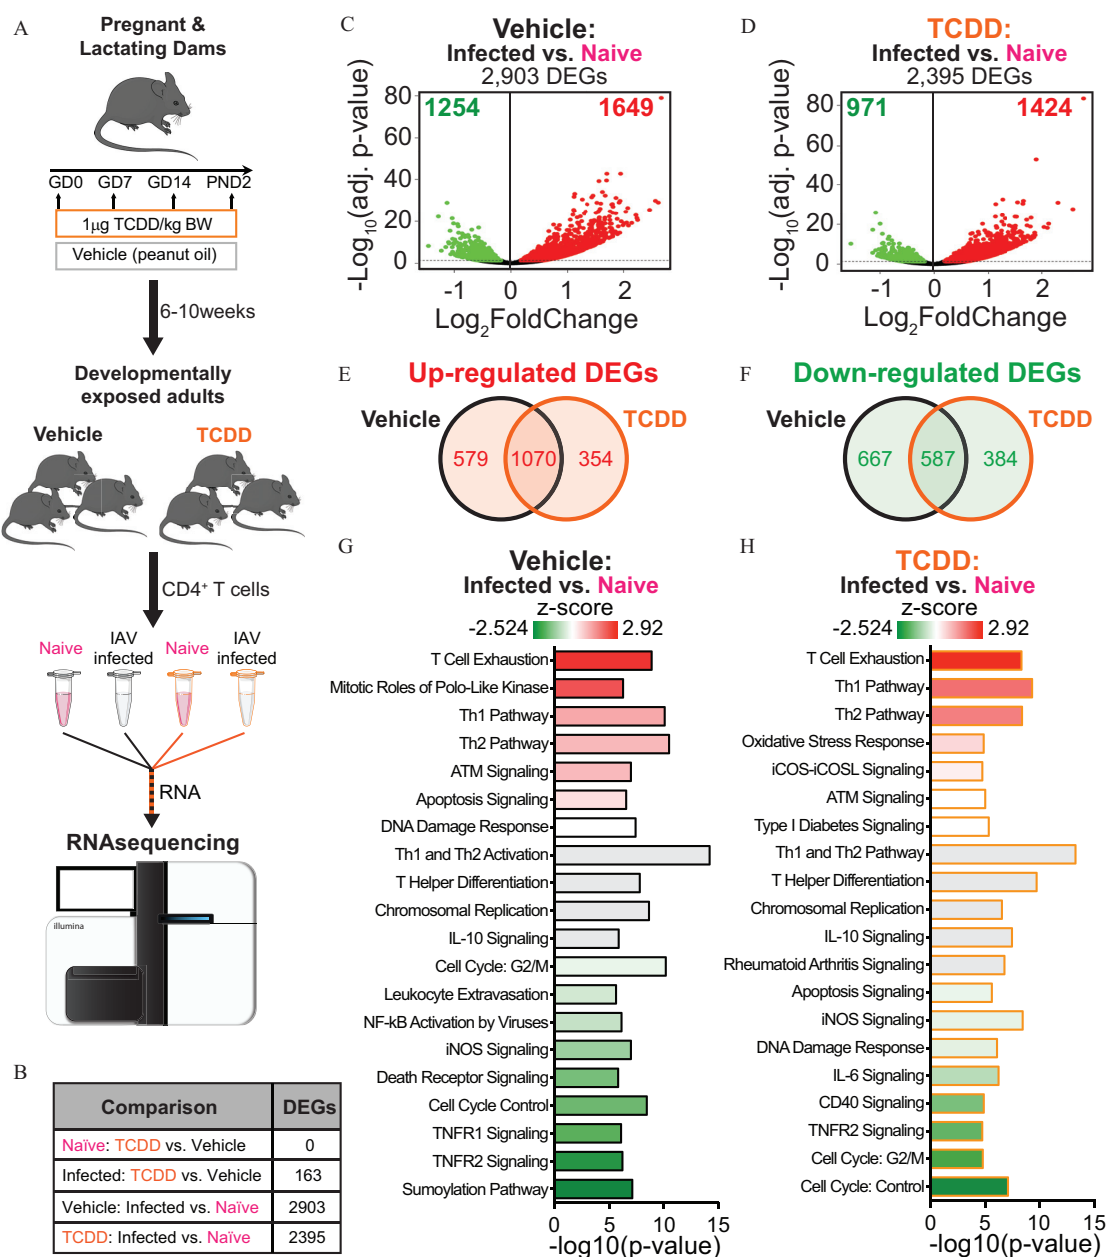 A
Pregnant &
Lactating Dams
GD0 GD7 GD14 PND2
1μg TCDD/kg BW
Vehicle (peanut oil)
6-10weeks
Developmentally
exposed adults
Vehicle TCDD
CD4+ T cells
Naive IAV infected Naive IAV infected
RNA
RNAsequencing
illumina
B
Comparison DEGs
Naïve: TCDD vs. Vehicle 0
Infected: TCDD vs. Vehicle 163
Vehicle: Infected vs. Naïve 2903
TCDD: Infected vs. Naïve 2395
C
Vehicle:
Infected vs. Naive
2,903 DEGs
1254 1649
-Log10(adj. p-value)
80
60
40
20
0
-1 0 1 2
Log2FoldChange
D
TCDD:
Infected vs. Naive
2,395 DEGs
971 1424
-Log10(adj. p-value)
80
60
40
20
0
-1 0 1 2
Log2FoldChange
E
Up-regulated DEGs
Vehicle TCDD
579 1070 354
F
Down-regulated DEGs
Vehicle TCDD
667 587 384
G
Vehicle:
Infected vs. Naive
z-score
-2.524 2.92
T Cell Exhaustion
Mitotic Roles of Polo-Like Kinase
Th1 Pathway
Th2 Pathway
ATM Signaling
Apoptosis Signaling
DNA Damage Response
Th1 and Th2 Activation
T Helper Differentiation
Chromosomal Replication
IL-10 Signaling
Cell Cycle: G2/M
Leukocyte Extravasation
NF-kB Activation by Viruses
iNOS Signaling
Death Receptor Signaling
Cell Cycle Control
TNFR1 Signaling
TNFR2 Signaling
Sumoylation Pathway
0 5 10 15
-log10(p-value)
H
TCDD:
Infected vs. Naive
z-score
-2.524 2.92
T Cell Exhaustion
Th1 Pathway
Th2 Pathway
Oxidative Stress Response
iCOS-iCOSL Signaling
ATM Signaling
Type I Diabetes Signaling
Th1 and Th2 Pathway
T Helper Differentiation
Chromosomal Replication
IL-10 Signaling
Rheumatoid Arthritis Signaling
Apoptosis Signaling
iNOS Signaling
DNA Damage Response
IL-6 Signaling
CD40 Signaling
TNFR2 Signaling
Cell Cycle: G2/M
Cell Cycle: Control
0 5 10 15
-log10(p-value)